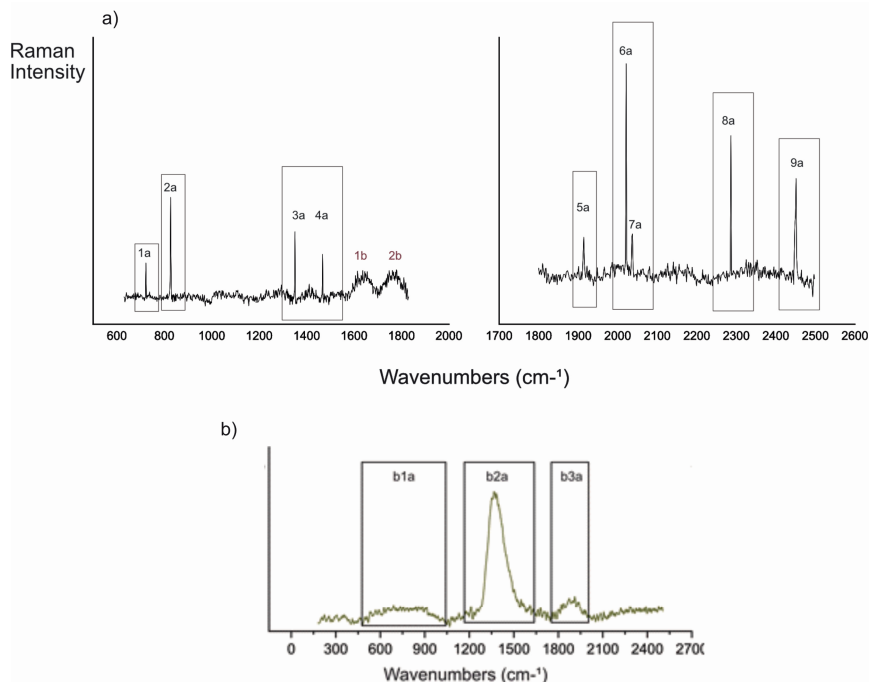 a)
Raman
Intensity
1a
2a
3a 4a
1b 2b
5a
6a
7a
8a
9a
600 800 1000 1200 1400 1600 1800 2000
1700 1800 1900 2000 2100 2200 2300 2400 2500 2600
Wavenumbers (cm-¹)
b)
b1a b2a b3a
0 300 600 900 1200 1500 1800 2100 2400 2700
Wavenumbers (cm-¹)